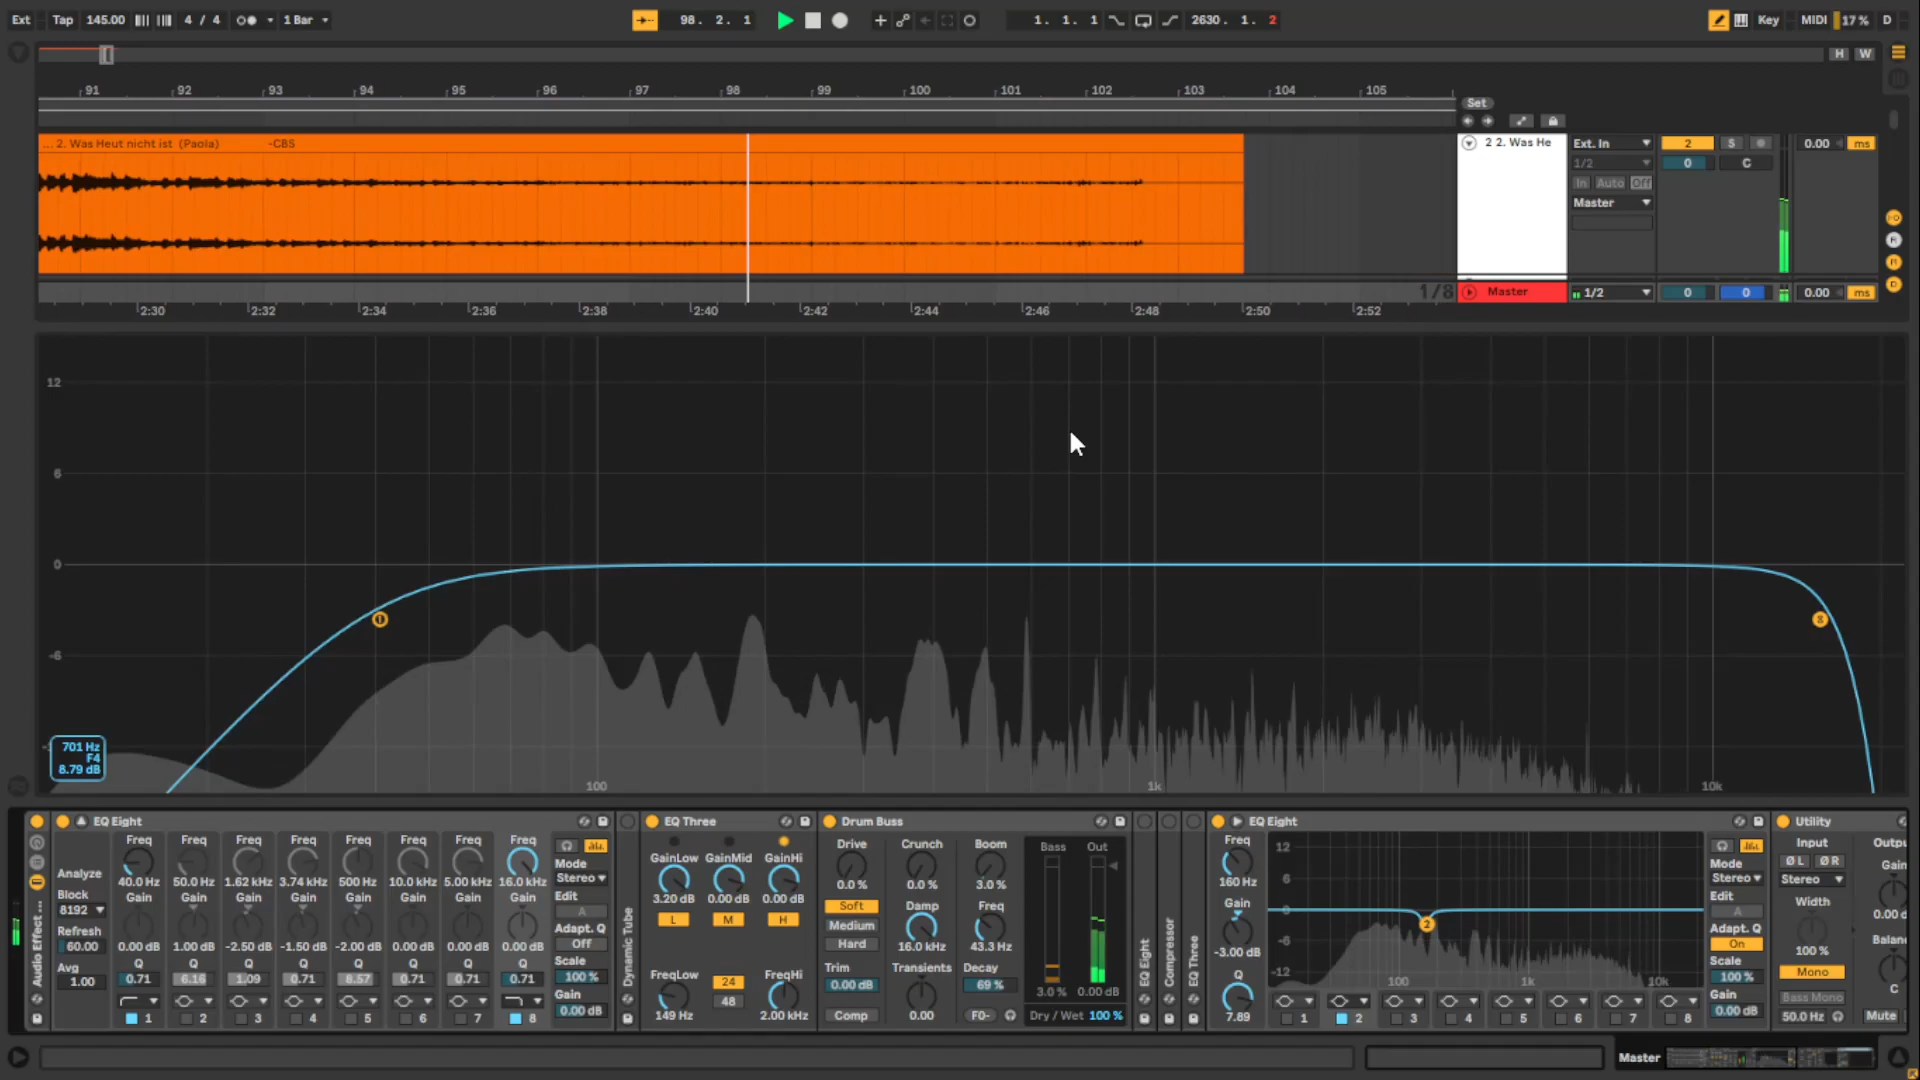 Ext Tap 145.00 4 / 4 1 Bar 98. 2. 1 1. 1. 1 2630. 1. 2 Key MIDI 17 % D
H W
91 92 93 94 95 96 97 98 99 100 101 102 103 104 105
Set
... 2. Was Heut nicht ist (Paola) -CBS
2 2. Was He Ext. In 2 S 0.00 ms
1/2 0 C
In Auto Off
Master
1/8 Master 1/2 0 0 0.00 ms
2:30 2:32 2:34 2:36 2:38 2:40 2:42 2:44 2:46 2:48 2:50 2:52
12
6
0
-6
701 Hz
F4
8.79 dB
100 1k 10k
EQ Eight
Freq Freq Freq Freq Freq Freq Freq Freq
40.0 Hz 50.0 Hz 1.62 kHz 3.74 kHz 500 Hz 10.0 kHz 5.00 kHz 16.0 kHz
Gain Gain Gain Gain Gain Gain Gain Gain
0.00 dB 1.00 dB -2.50 dB -1.50 dB -2.00 dB 0.00 dB 0.00 dB 0.00 dB
Q Q Q Q Q Q Q Q
0.71 6.16 1.09 0.71 8.57 0.71 0.71 0.71
1 2 3 4 5 6 7 8
Analyze
Block
8192
Refresh
60.00
Avg
1.00
Mode
Stereo
Edit
A
Adapt. Q
Off
Scale
100 %
Gain
0.00 dB
Audio Effect ...
Dynamic Tube
EQ Three
GainLow GainMid GainHi
3.20 dB 0.00 dB 0.00 dB
L M H
FreqLow 24 FreqHi
48
149 Hz 2.00 kHz
Drum Buss
Drive Crunch Boom
0.0 % 0.0 % 3.0 %
Soft Damp Freq
Medium
Hard 16.0 kHz 43.3 Hz
Trim Transients Decay
0.00 dB 69 %
Comp 0.00 F0-
Bass Out
3.0 % 0.00 dB
Dry / Wet 100 %
EQ Eight
Compressor
EQ Three
EQ Eight
Freq
160 Hz
Gain
-3.00 dB
Q
7.89
12
6
0
-6
-12
2
100 1k 10k
1 2 3 4 5 6 7 8
Mode
Stereo
Edit
A
Adapt. Q
On
Scale
100 %
Gain
0.00 dB
Utility
Input Outpu
Ø L Ø R Gain
Stereo
Width 0.00 d
100 % Balanc
Mono
Bass Mono C
50.0 Hz Mute
Master